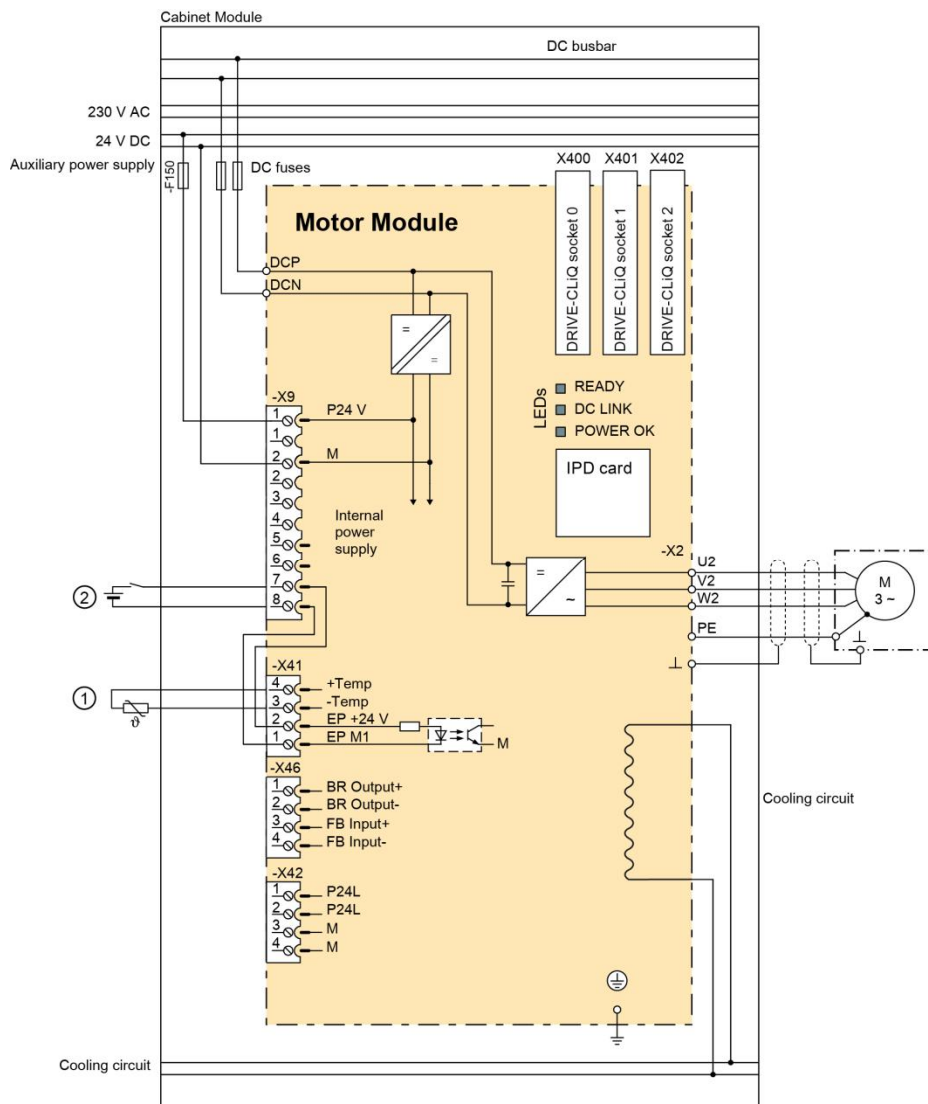 Cabinet Module
DC busbar
230 V AC
24 V DC
Auxiliary power supply
-F150
DC fuses
X400 X401 X402
Motor Module
DRIVE-CLiQ socket 0
DRIVE-CLiQ socket 1
DRIVE-CLiQ socket 2
DCP
DCN
=
=
LEDs
READY
DC LINK
POWER OK
IPD card
-X9
1 P24 V
1
2 M
2
3
4
5
6
7
8
Internal
power
supply
=
~
-X2
U2
V2
W2
PE
M
3 ~
2
1
ϑ
-X41
4 +Temp
3 -Temp
2 EP +24 V
1 EP M1
M
-X46
1 BR Output+
2 BR Output-
3 FB Input+
4 FB Input-
-X42
1 P24L
2 P24L
3 M
4 M
Cooling circuit
Cooling circuit